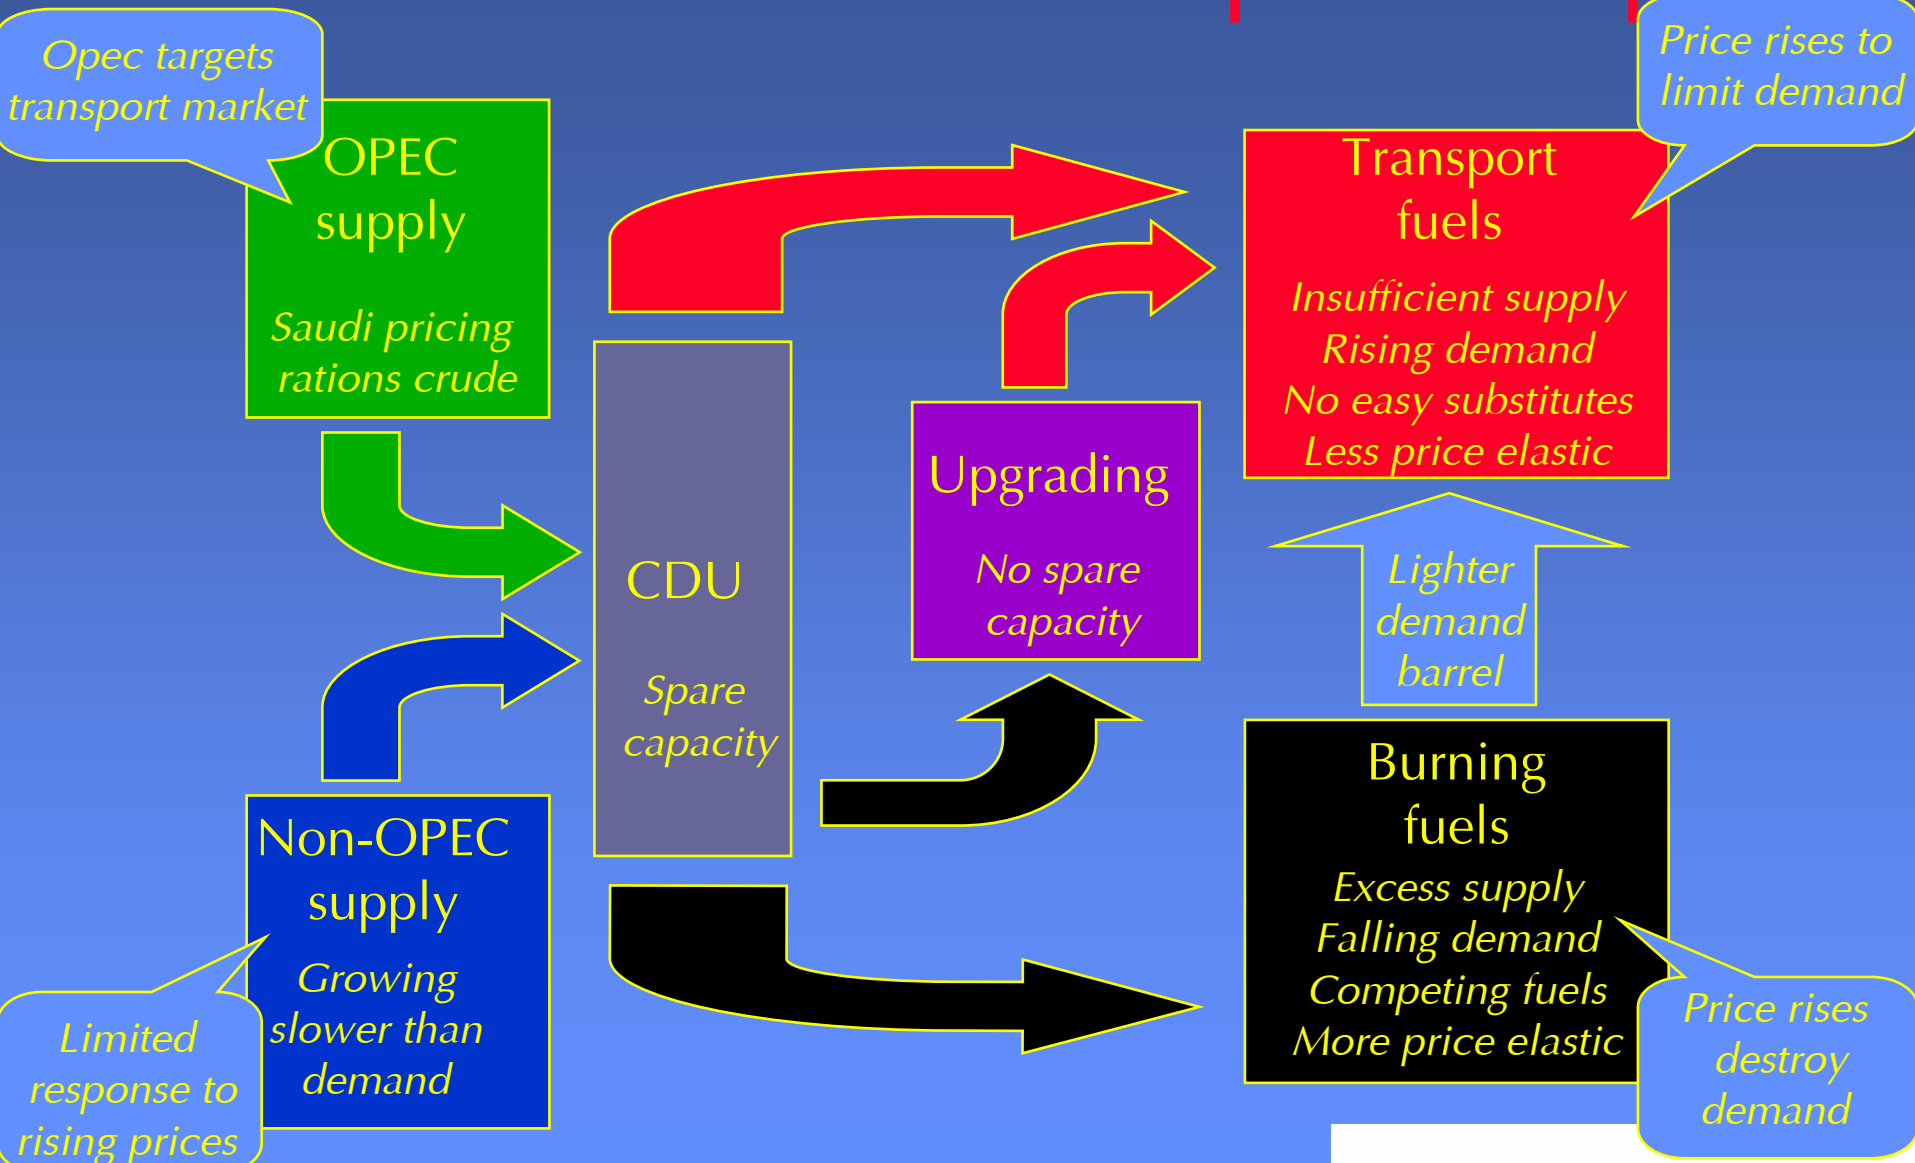 Opec targets
transport market
OPEC
supply
Saudi pricing
rations crude
Price rises to
limit demand
Transport
fuels
Insufficient supply
Rising demand
No easy substitutes
Less price elastic
Upgrading
No spare
capacity
CDU
Spare
capacity
Lighter
demand
barrel
Non-OPEC
supply
Growing
slower than
demand
Limited
response to
rising prices
Burning
fuels
Excess supply
Falling demand
Competing fuels
More price elastic
Price rises
destroy
demand